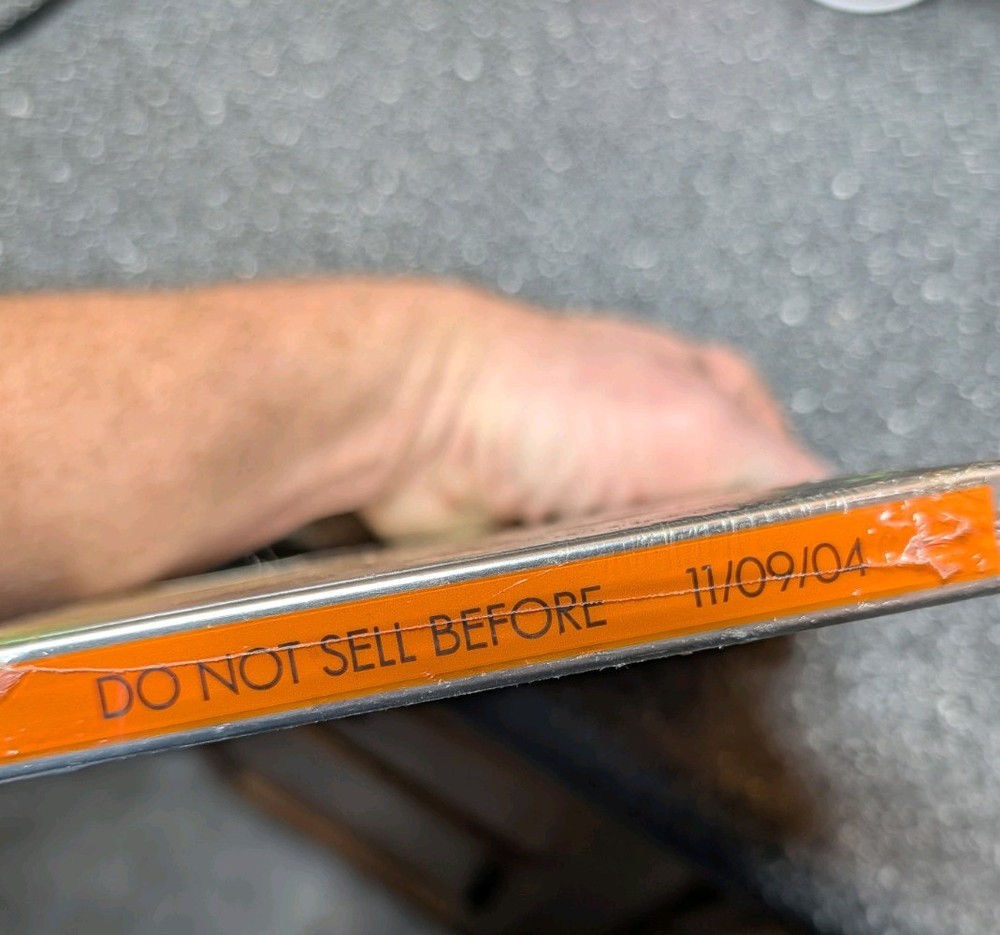 DO NOT SELL BEFORE 11/09/04